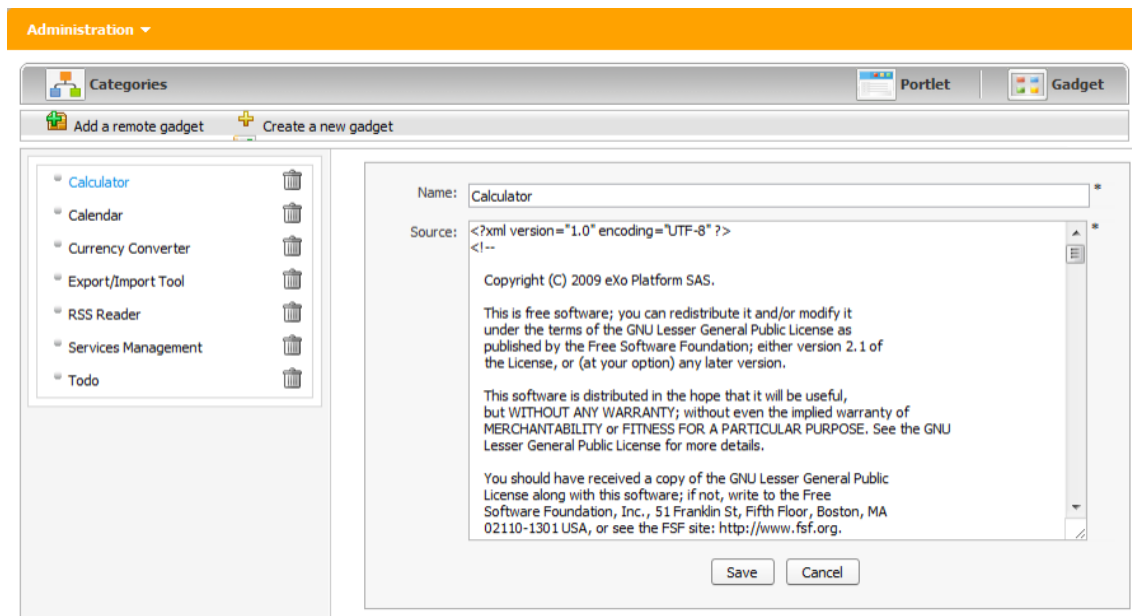 Administration
Categories
Portlet
Gadget
Add a remote gadget
Create a new gadget
Calculator
Calendar
Currency Converter
Export/Import Tool
RSS Reader
Services Management
Todo
Name: Calculator *
Source: <?xml version="1.0" encoding="UTF-8" ?> *
<!--
Copyright (C) 2009 eXo Platform SAS.
This is free software; you can redistribute it and/or modify it
under the terms of the GNU Lesser General Public License as
published by the Free Software Foundation; either version 2.1 of
the License, or (at your option) any later version.
This software is distributed in the hope that it will be useful,
but WITHOUT ANY WARRANTY; without even the implied warranty of
MERCHANTABILITY or FITNESS FOR A PARTICULAR PURPOSE. See the GNU
Lesser General Public License for more details.
You should have received a copy of the GNU Lesser General Public
License along with this software; if not, write to the Free
Software Foundation, Inc., 51 Franklin St, Fifth Floor, Boston, MA
02110-1301 USA, or see the FSF site: http://www.fsf.org.
Save
Cancel